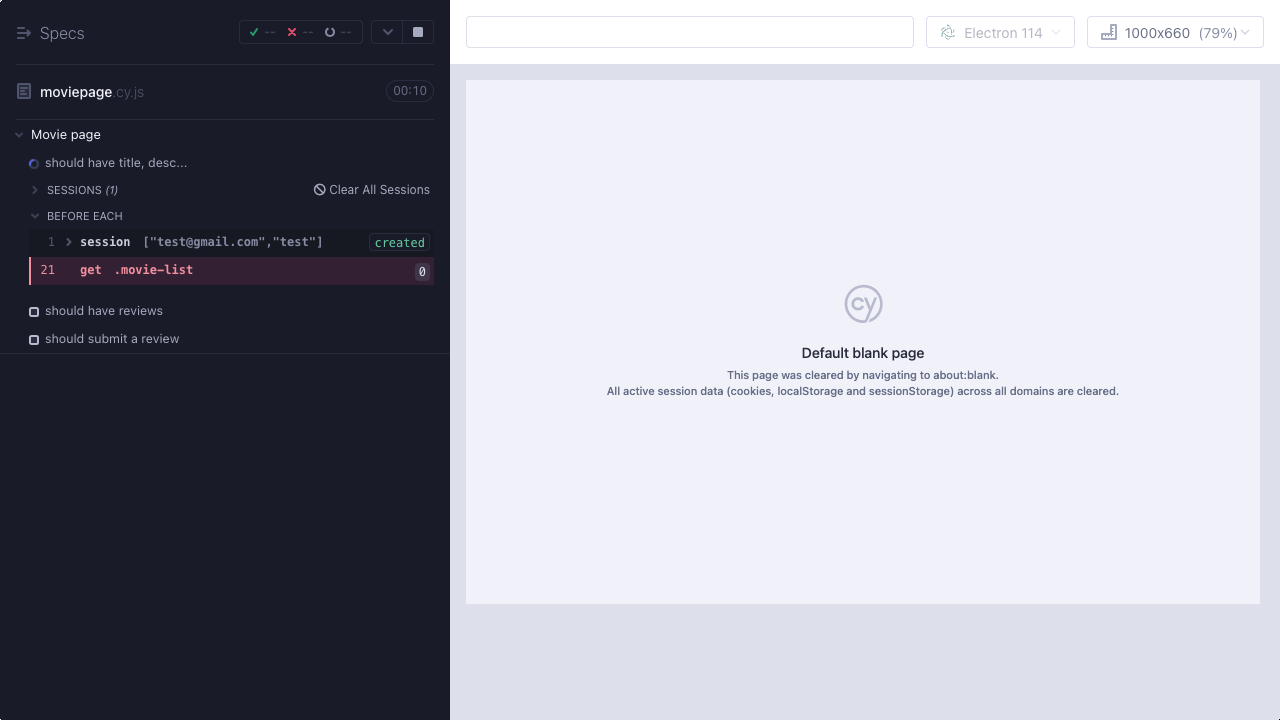 Specs
--
--
--
moviepage.cy.js
00:10
Movie page
should have title, desc...
SESSIONS (1)
Clear All Sessions
BEFORE EACH
1 session ["test@gmail.com","test"] created
21 get .movie-list 0
should have reviews
should submit a review
Electron 114
1000x660 (79%)
cy
Default blank page
This page was cleared by navigating to about:blank.
All active session data (cookies, localStorage and sessionStorage) across all domains are cleared.